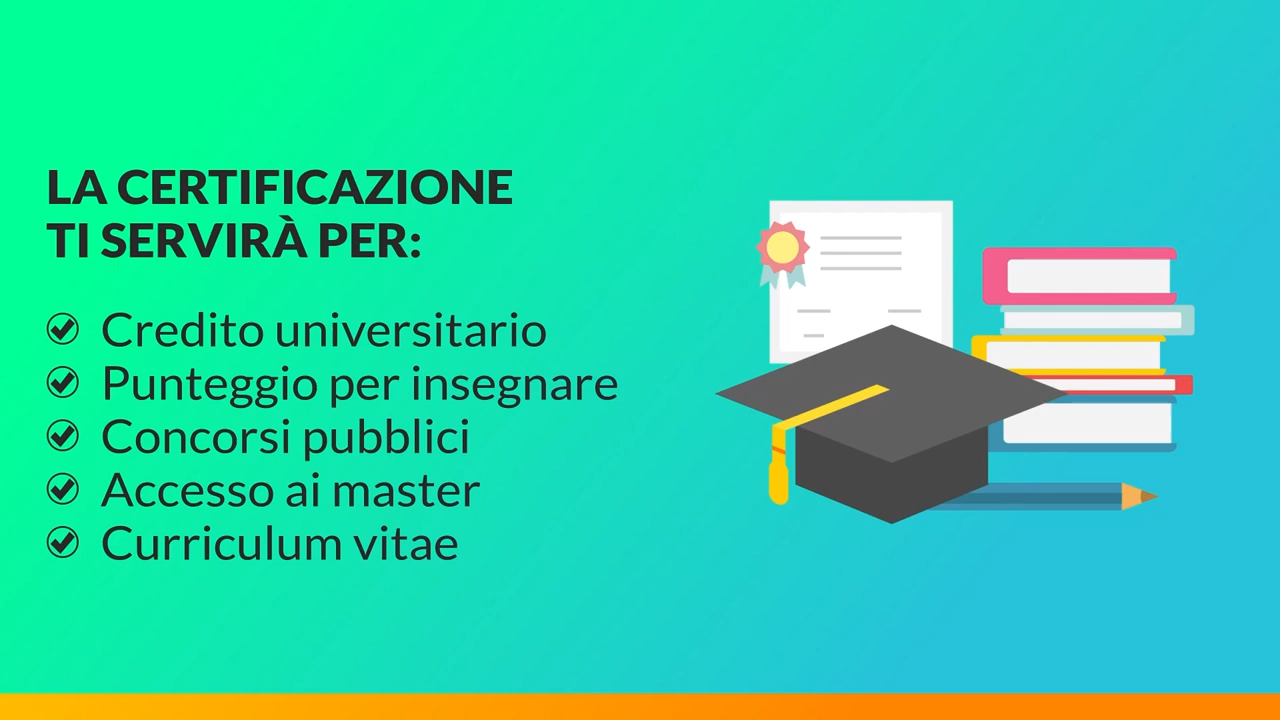 LA CERTIFICAZIONE
TI SERVIRÀ PER:
Credito universitario
Punteggio per insegnare
Concorsi pubblici
Accesso ai master
Curriculum vitae